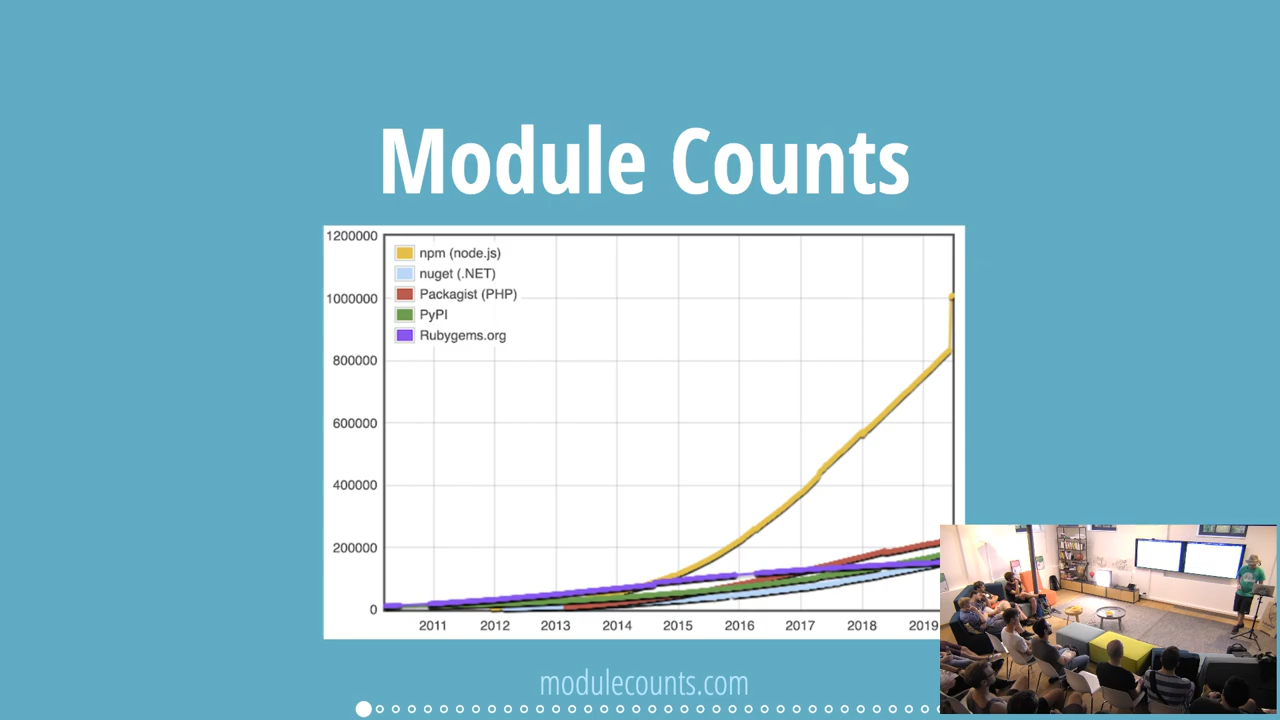 Module Counts
1200000
1000000
800000
600000
400000
200000
0
npm (node.js)
nuget (.NET)
Packagist (PHP)
PyPI
Rubygems.org
2011 2012 2013 2014 2015 2016 2017 2018 2019
modulecounts.com